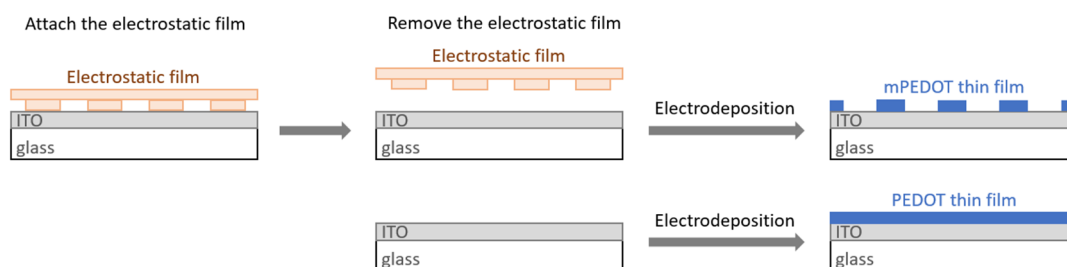 Attach the electrostatic film
Remove the electrostatic film
Electrostatic film
ITO
glass
Electrostatic film
ITO
glass
Electrodeposition
mPEDOT thin film
ITO
glass
ITO
glass
Electrodeposition
PEDOT thin film
ITO
glass